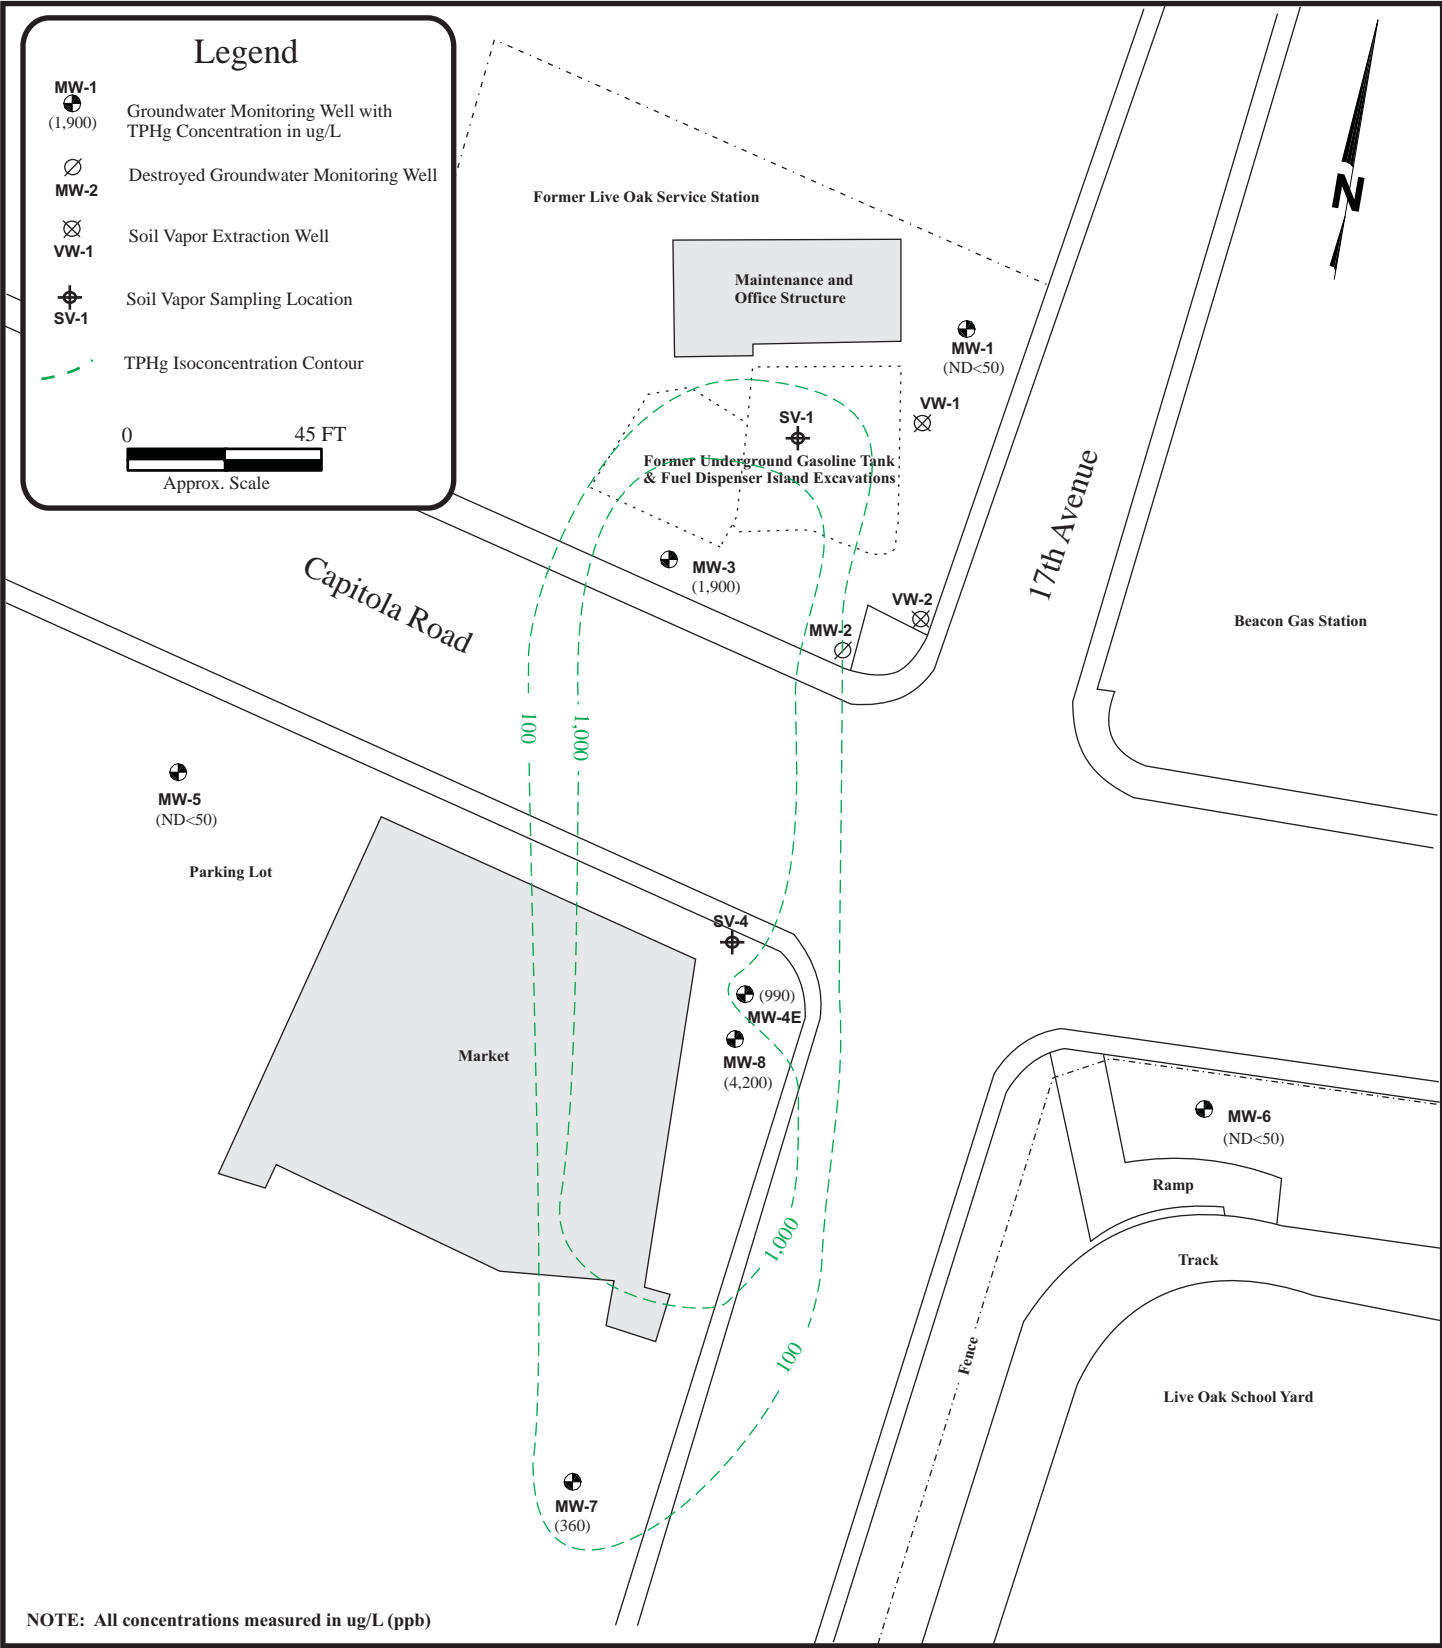 Legend
MW-1
(1,900)
Groundwater Monitoring Well with
TPHg Concentration in ug/L
MW-2
Destroyed Groundwater Monitoring Well
VW-1
Soil Vapor Extraction Well
SV-1
Soil Vapor Sampling Location
TPHg Isoconcentration Contour
0 45 FT
Approx. Scale
N
Former Live Oak Service Station
Maintenance and
Office Structure
MW-1
(ND<50)
VW-1
SV-1
Former Underground Gasoline Tank
& Fuel Dispenser Island Excavations
17th Avenue
Capitola Road
MW-3
(1,900)
VW-2
MW-2
Beacon Gas Station
100
1,000
MW-5
(ND<50)
Parking Lot
SV-4
(990)
MW-4E
MW-8
(4,200)
Market
MW-6
(ND<50)
Ramp
Track
1,000
100
Fence
Live Oak School Yard
MW-7
(360)
NOTE: All concentrations measured in ug/L (ppb)